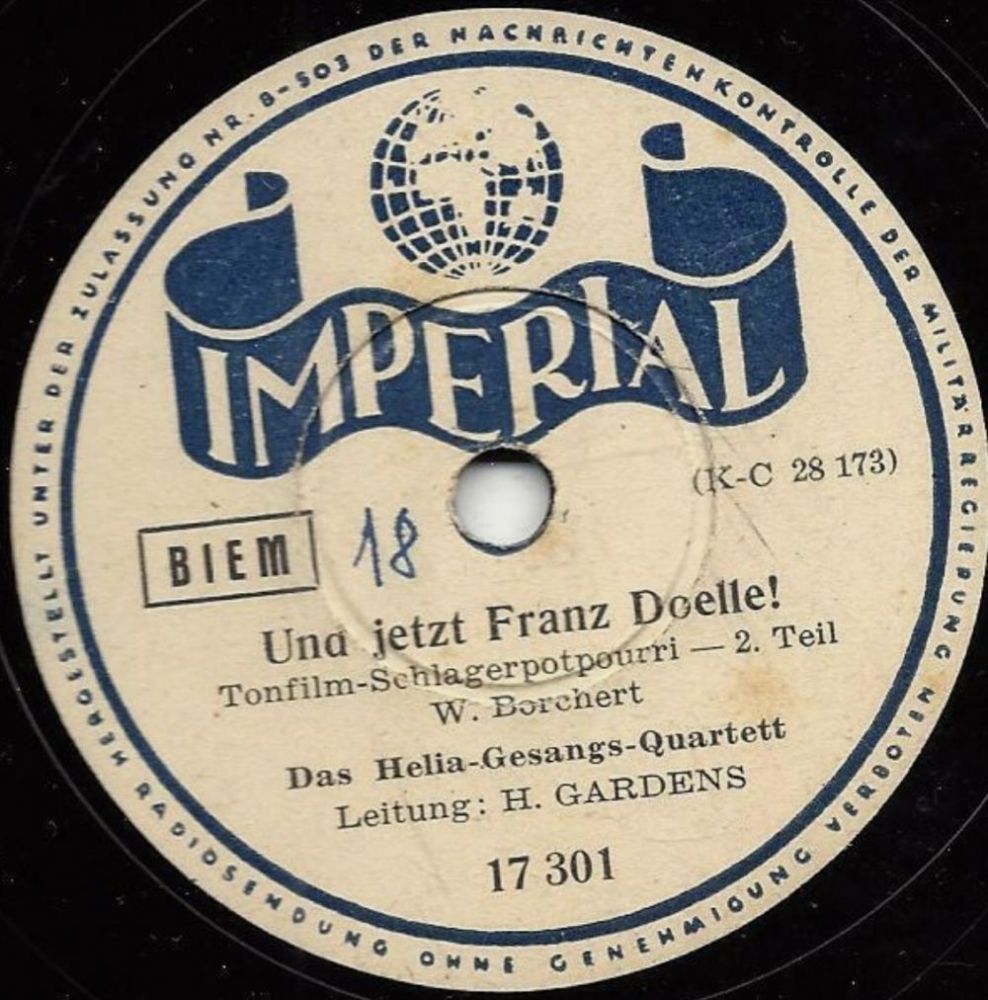 HERGESTELLT UNTER DER ZULASSUNG NR. B-503 DER NACHRICHTENKONTROLLE DER MILITÄRREGIERUNG
RADIOSENDUNG OHNE GENEHMIGUNG VERBOTEN
IMPERIAL
(K-C 28 173)
BIEM
18
Und jetzt Franz Doelle!
Tonfilm-Schlagerpotpourri — 2. Teil
W. Borchert
Das Helia-Gesangs-Quartett
Leitung: H. GARDENS
17 301